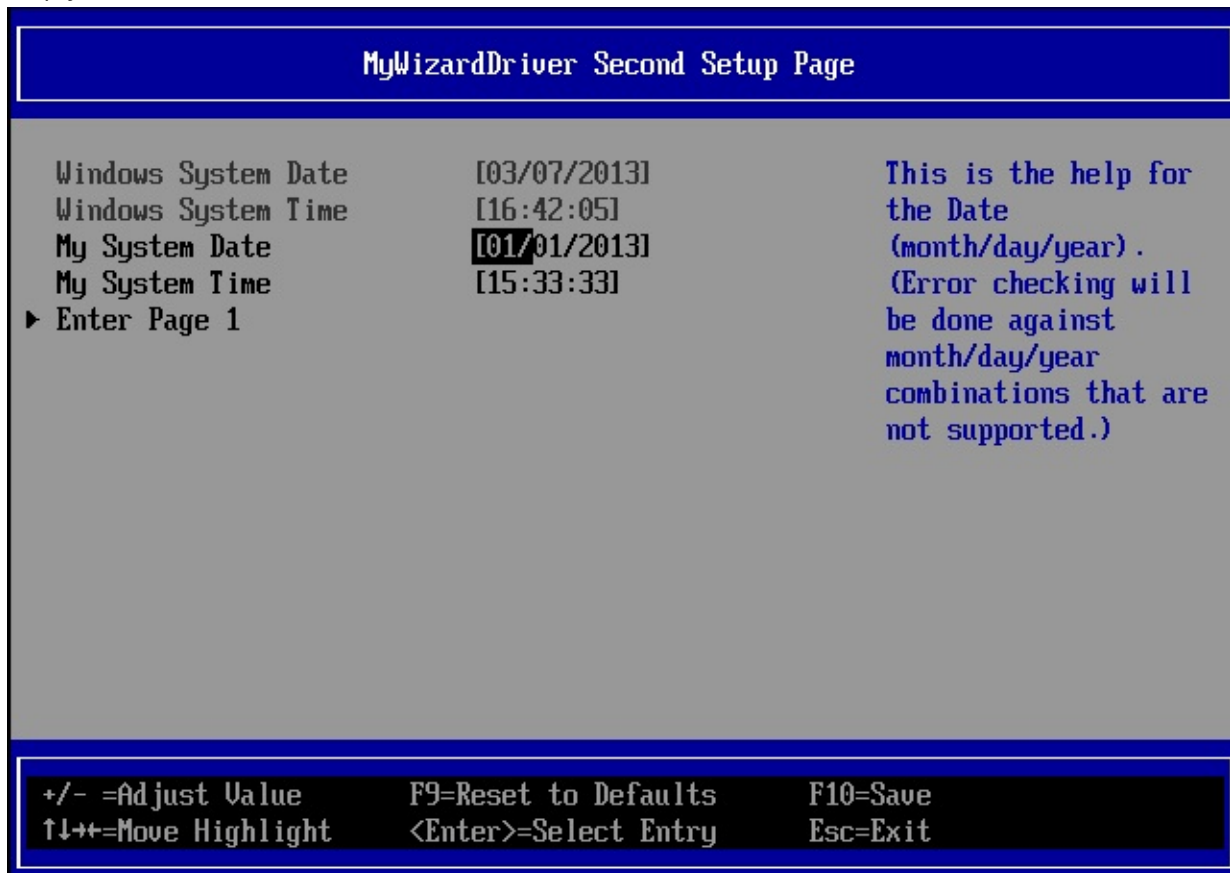 MyWizardDriver Second Setup Page
Windows System Date [03/07/2013]
Windows System Time [16:42:05]
My System Date [01/01/2013]
My System Time [15:33:33]
▶ Enter Page 1
This is the help for
the Date
(month/day/year).
(Error checking will
be done against
month/day/year
combinations that are
not supported.)
+/- =Adjust Value F9=Reset to Defaults F10=Save
↑↓→←=Move Highlight <Enter>=Select Entry Esc=Exit